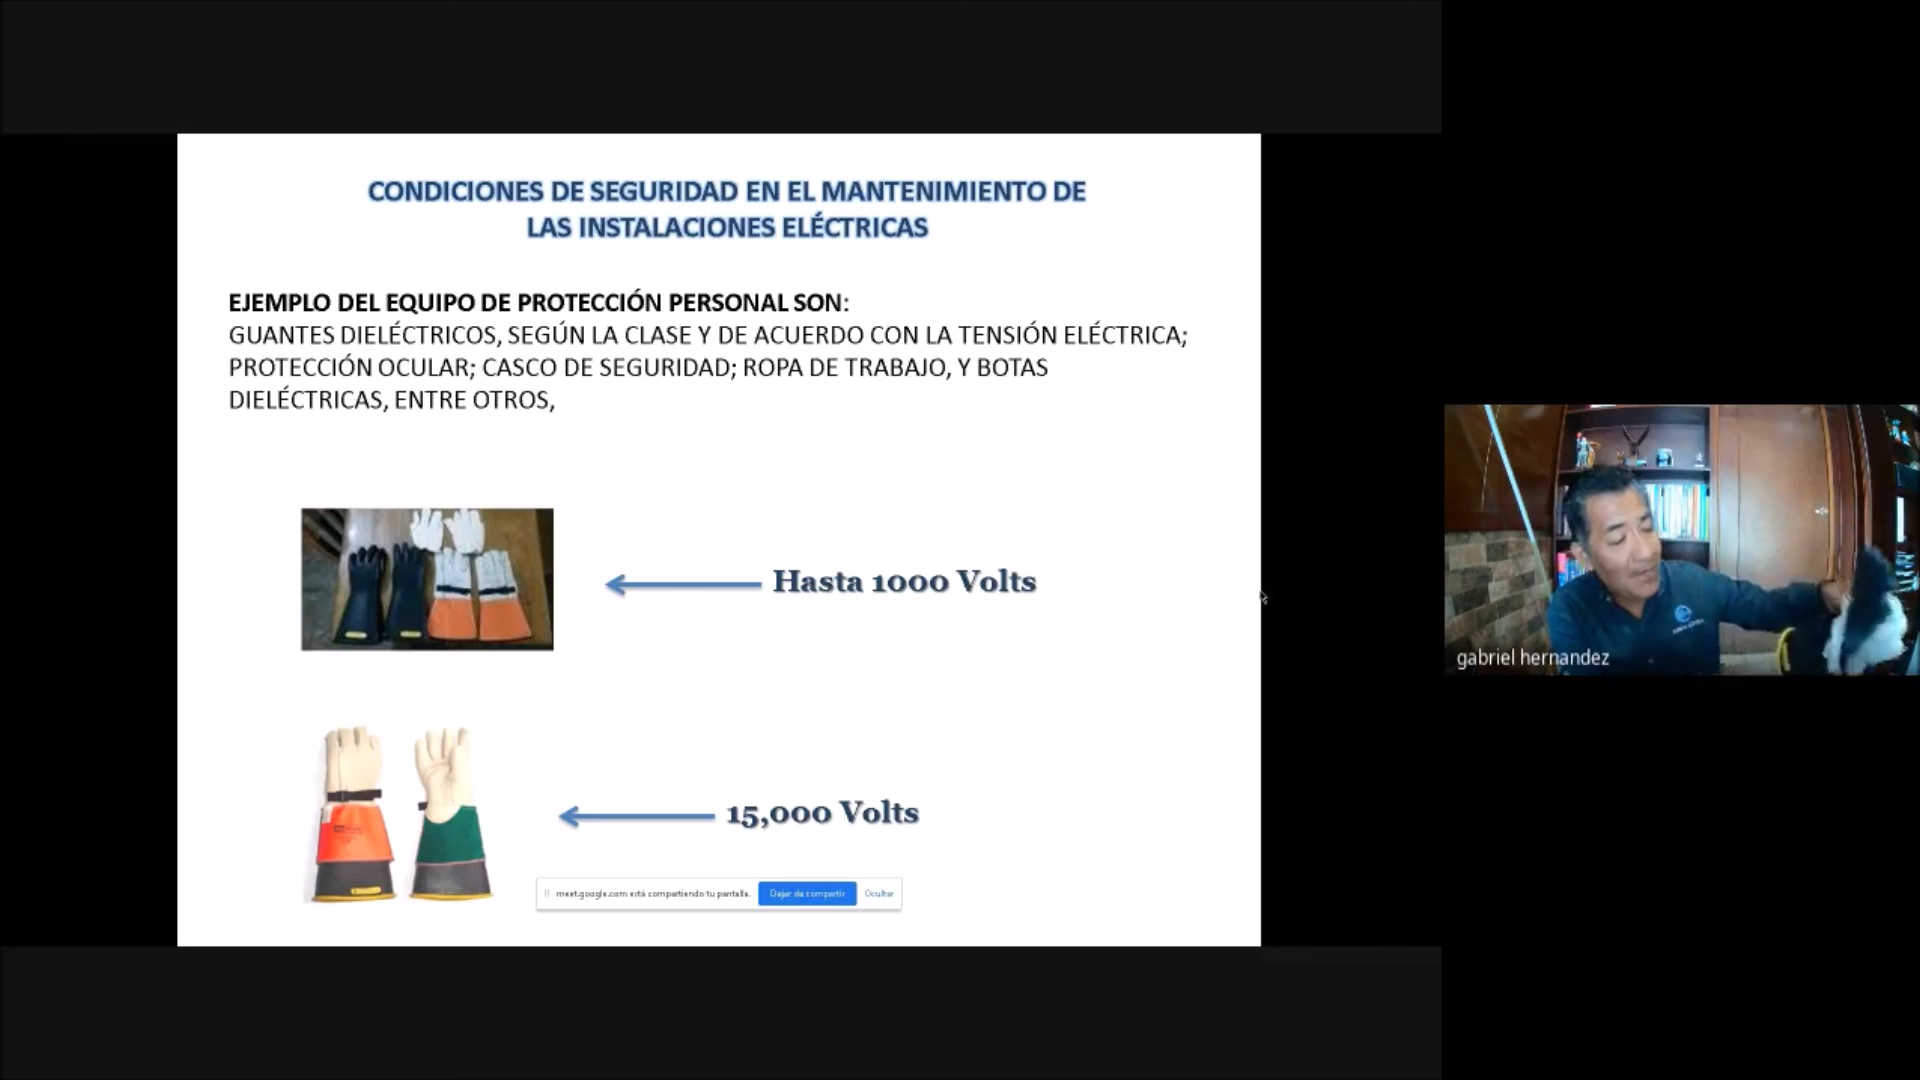 CONDICIONES DE SEGURIDAD EN EL MANTENIMIENTO DE
LAS INSTALACIONES ELÉCTRICAS
EJEMPLO DEL EQUIPO DE PROTECCIÓN PERSONAL SON:
GUANTES DIELÉCTRICOS, SEGÚN LA CLASE Y DE ACUERDO CON LA TENSIÓN ELÉCTRICA;
PROTECCIÓN OCULAR; CASCO DE SEGURIDAD; ROPA DE TRABAJO, Y BOTAS
DIELÉCTRICAS, ENTRE OTROS,
Hasta 1000 Volts
15,000 Volts
meet.google.com está compartiendo tu pantalla. Dejar de compartir Ocultar
gabriel hernandez